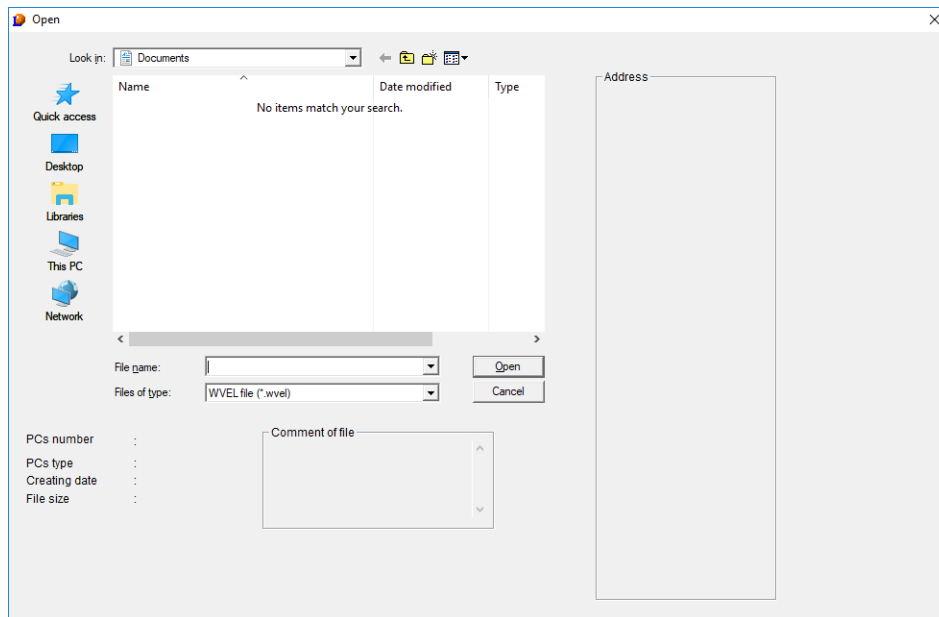 Open
Look in: Documents
Name Date modified Type
No items match your search.
Quick access
Desktop
Libraries
This PC
Network
File name: Open
Files of type: WVEL file (*.wvel) Cancel
Address
PCs number :
PCs type :
Creating date :
File size :
Comment of file